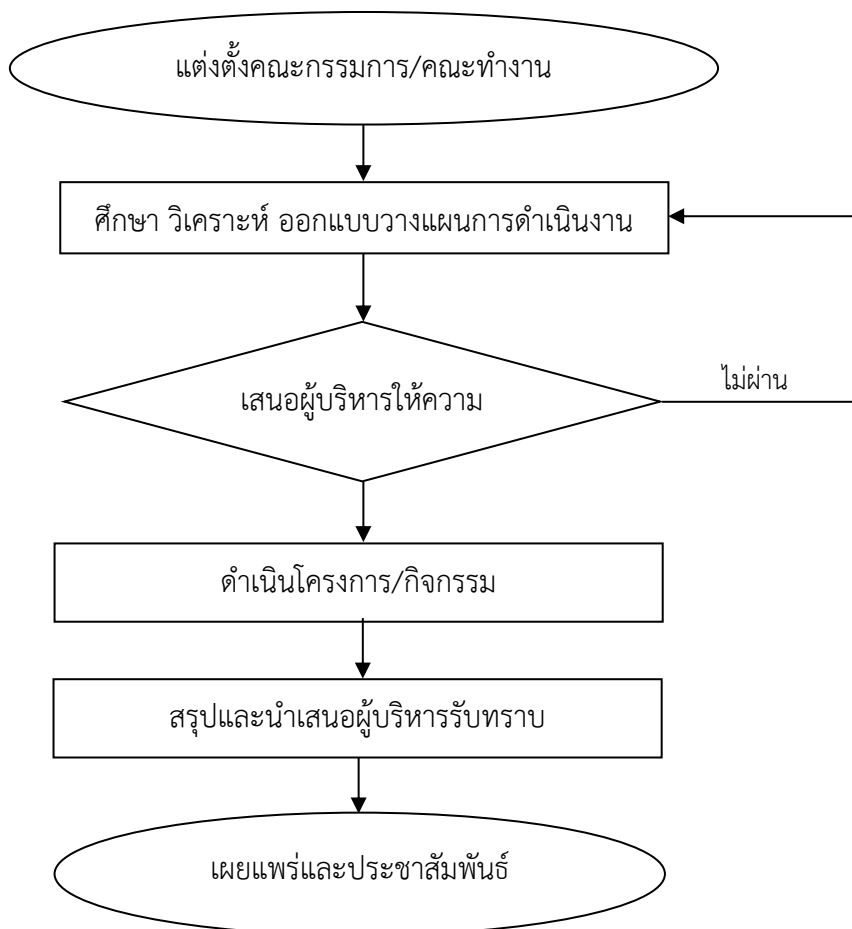 แต่งตั้งคณะกรรมการ/คณะทำงาน
ศึกษา วิเคราะห์ ออกแบบวางแผนการดำเนินงาน
เสนอผู้บริหารให้ความ
ไม่ผ่าน
ดำเนินโครงการ/กิจกรรม
สรุปและนำเสนอผู้บริหารรับทราบ
เผยแพร่และประชาสัมพันธ์